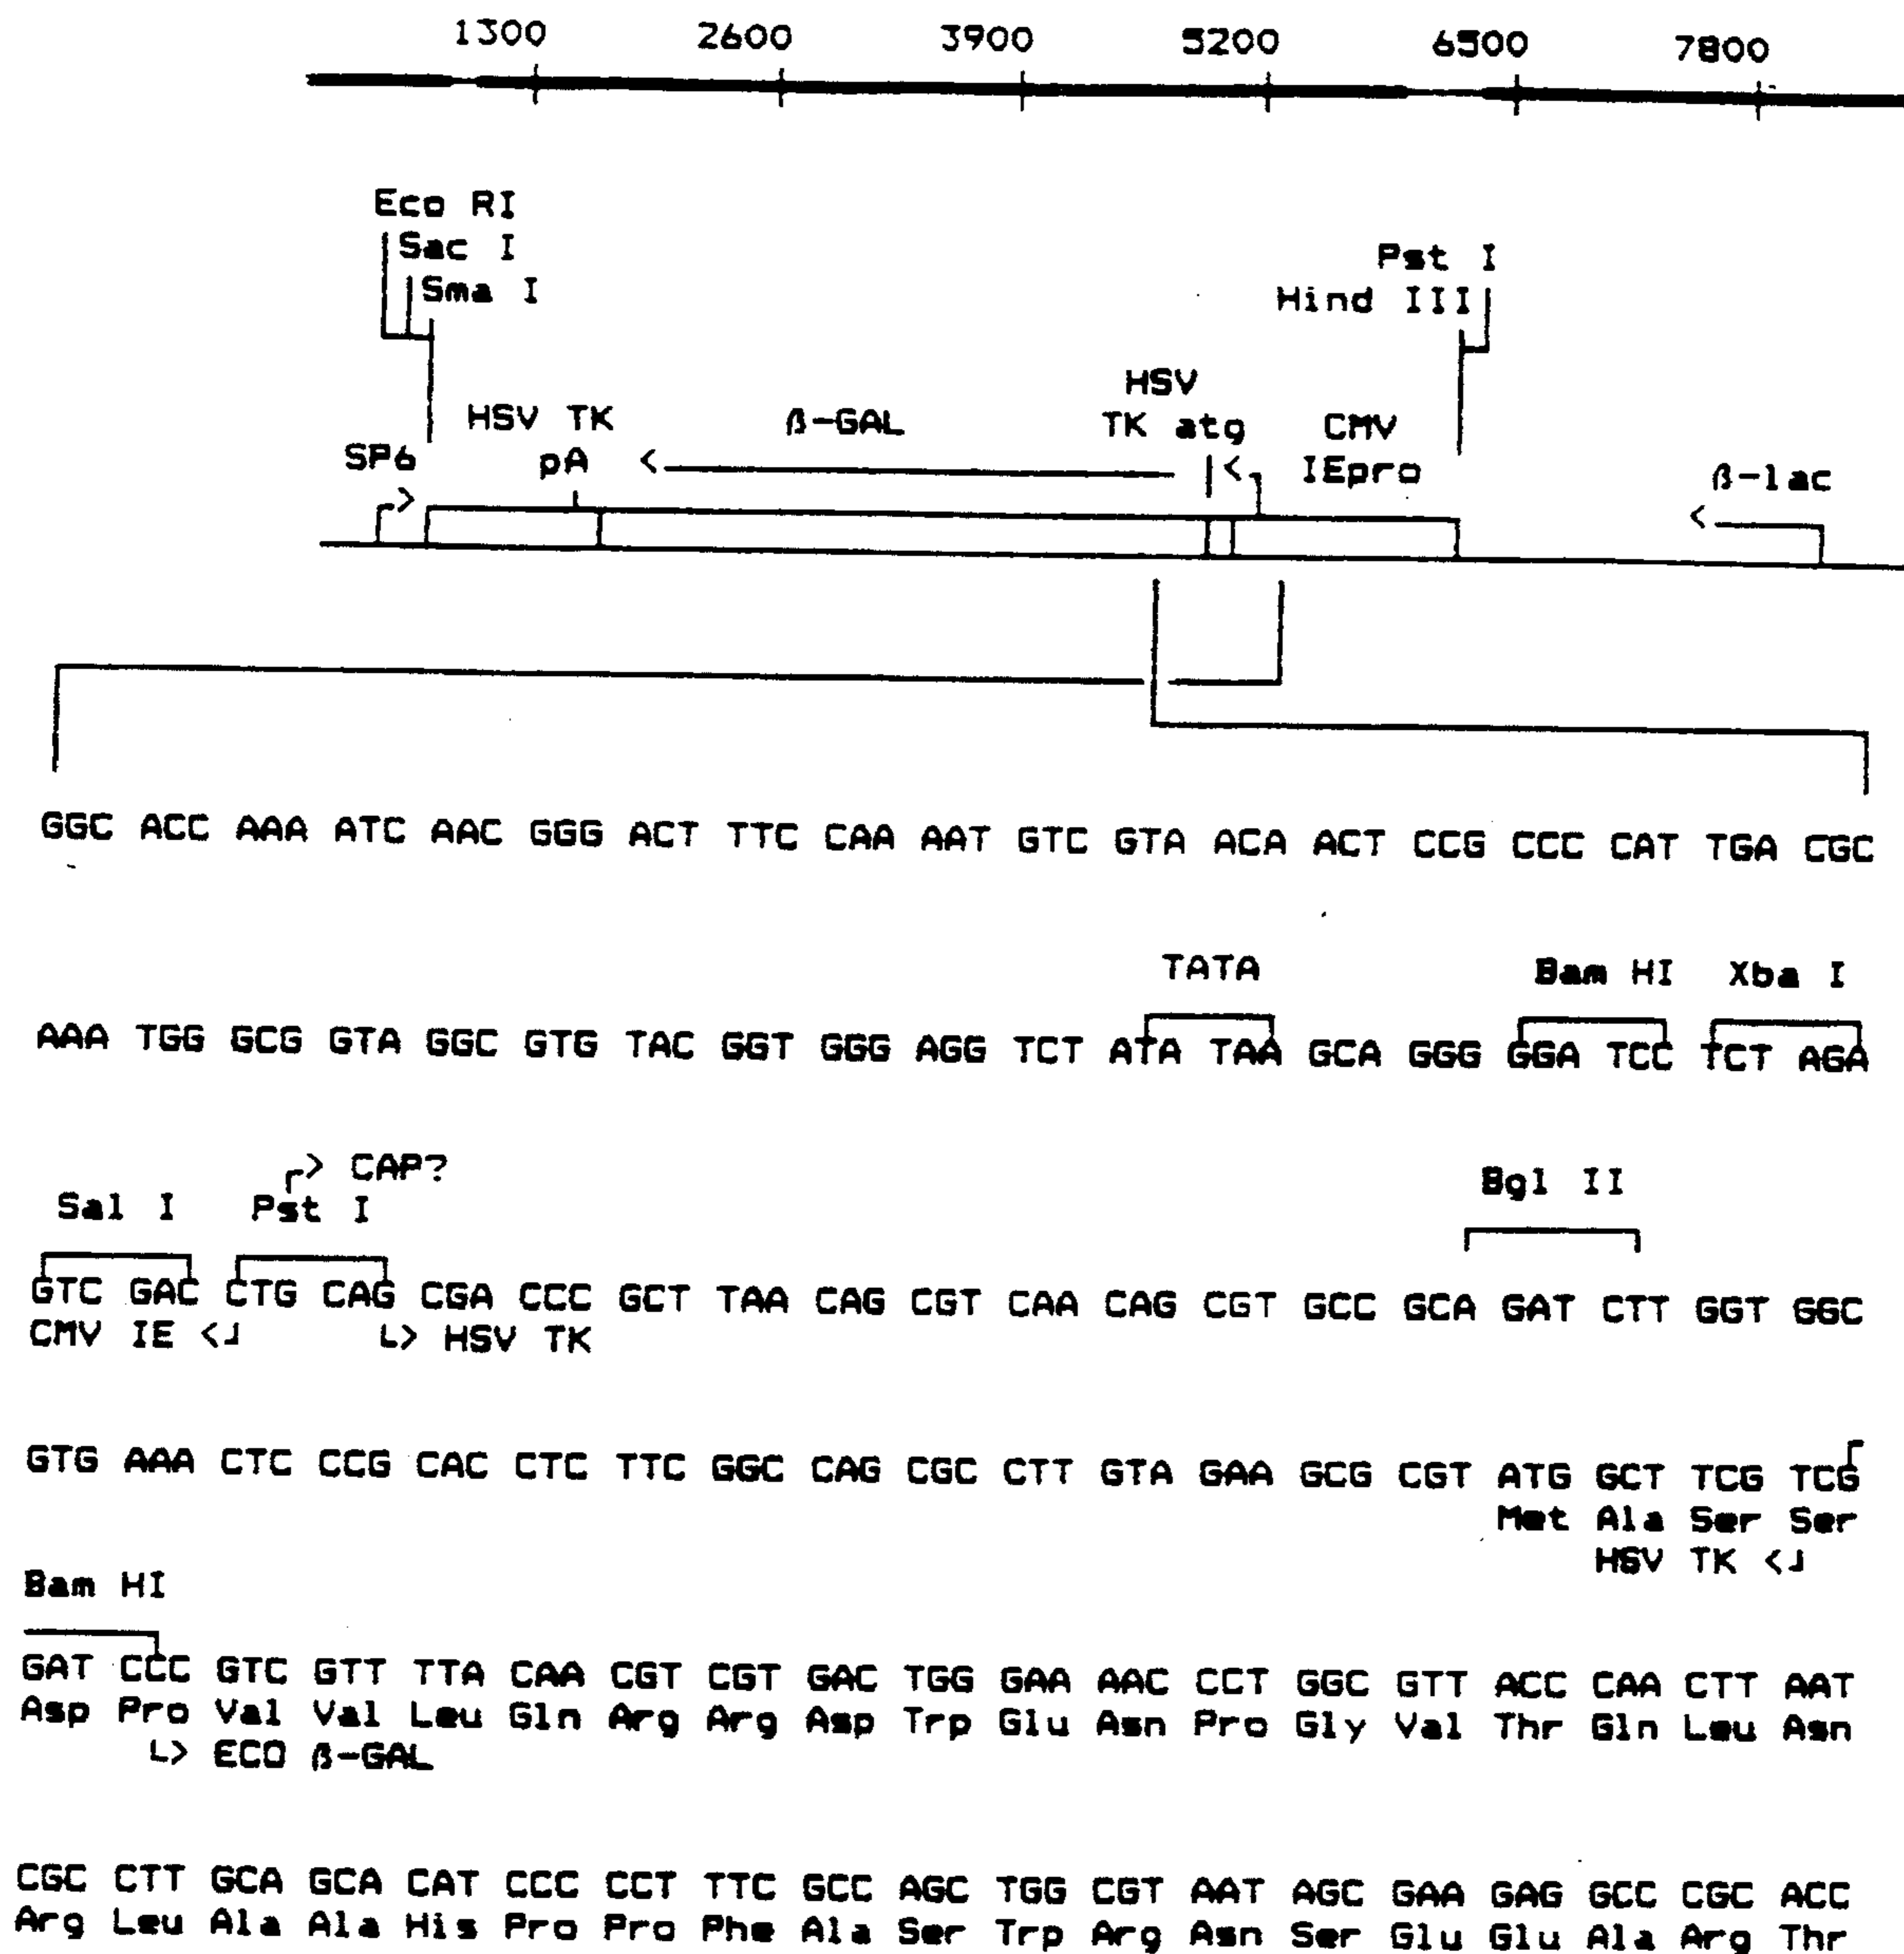 1300 2600 3900 5200 6500 7800
Eco RI
Sac I
Sma I
Pst I
Hind III
HSV
HSV TK β-GAL TK atg CMV
SP6 pA < |< IEpro β-lac
> <
GGC ACC AAA ATC AAC GGG ACT TTC CAA AAT GTC GTA ACA ACT CCG CCC CAT TGA CGC
TATA Bam HI Xba I
AAA TGG GCG GTA GGC GTG TAC GGT GGG AGG TCT ATA TAA GCA GGG GGA TCC TCT AGA
> CAP?
Sal I Pst I Bgl II
GTC GAC CTG CAG CGA CCC GCT TAA CAG CGT CAA CAG CGT GCC GCA GAT CTT GGT GGC
CMV IE <┘ └> HSV TK
GTG AAA CTC CCG CAC CTC TTC GGC CAG CGC CTT GTA GAA GCG CGT ATG GCT TCG TCG
Met Ala Ser Ser
HSV TK <┘
Bam HI
GAT CCC GTC GTT TTA CAA CGT CGT GAC TGG GAA AAC CCT GGC GTT ACC CAA CTT AAT
Asp Pro Val Val Leu Gln Arg Arg Asp Trp Glu Asn Pro Gly Val Thr Gln Leu Asn
└> ECO β-GAL
CGC CTT GCA GCA CAT CCC CCT TTC GCC AGC TGG CGT AAT AGC GAA GAG GCC CGC ACC
Arg Leu Ala Ala His Pro Pro Phe Ala Ser Trp Arg Asn Ser Glu Glu Ala Arg Thr